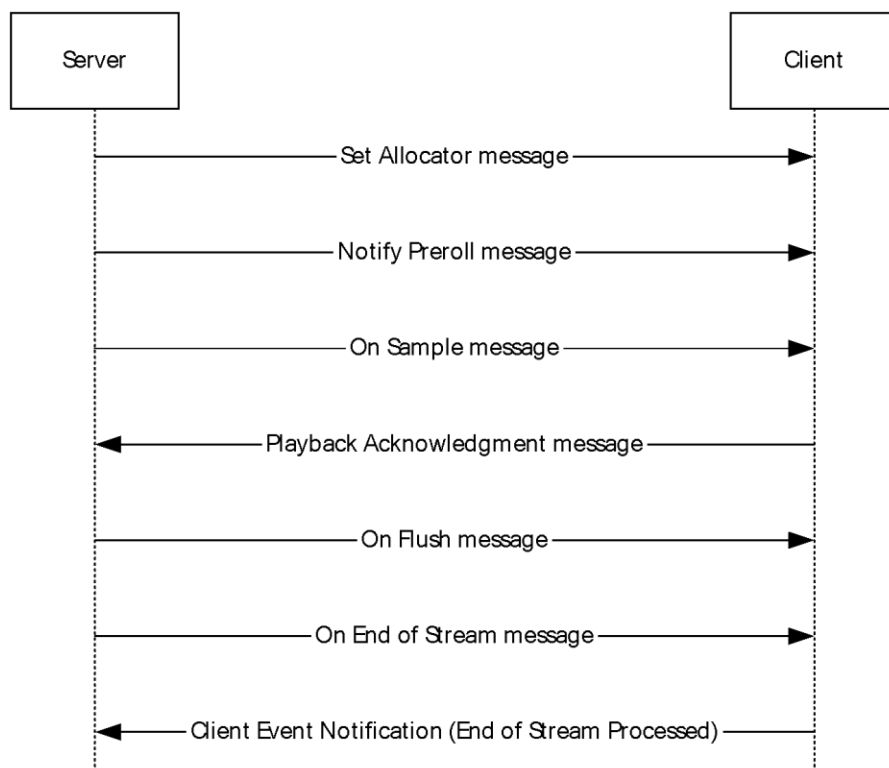 Server
Client
Set Allocator message
Notify Preroll message
On Sample message
Playback Acknowledgment message
On Flush message
On End of Stream message
Client Event Notification (End of Stream Processed)